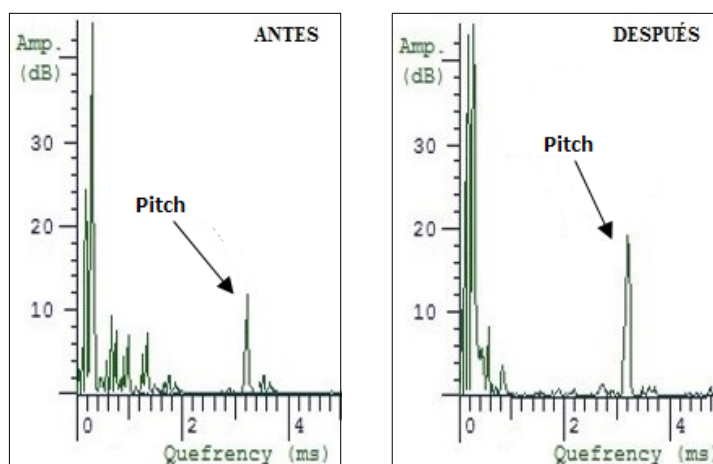 ANTES
Amp.
(dB)
30
20
10
Pitch
0 2 4
Quefrency (ms)
DESPUÉS
Amp.
(dB)
30
20
10
Pitch
0 2 4
Quefrency (ms)